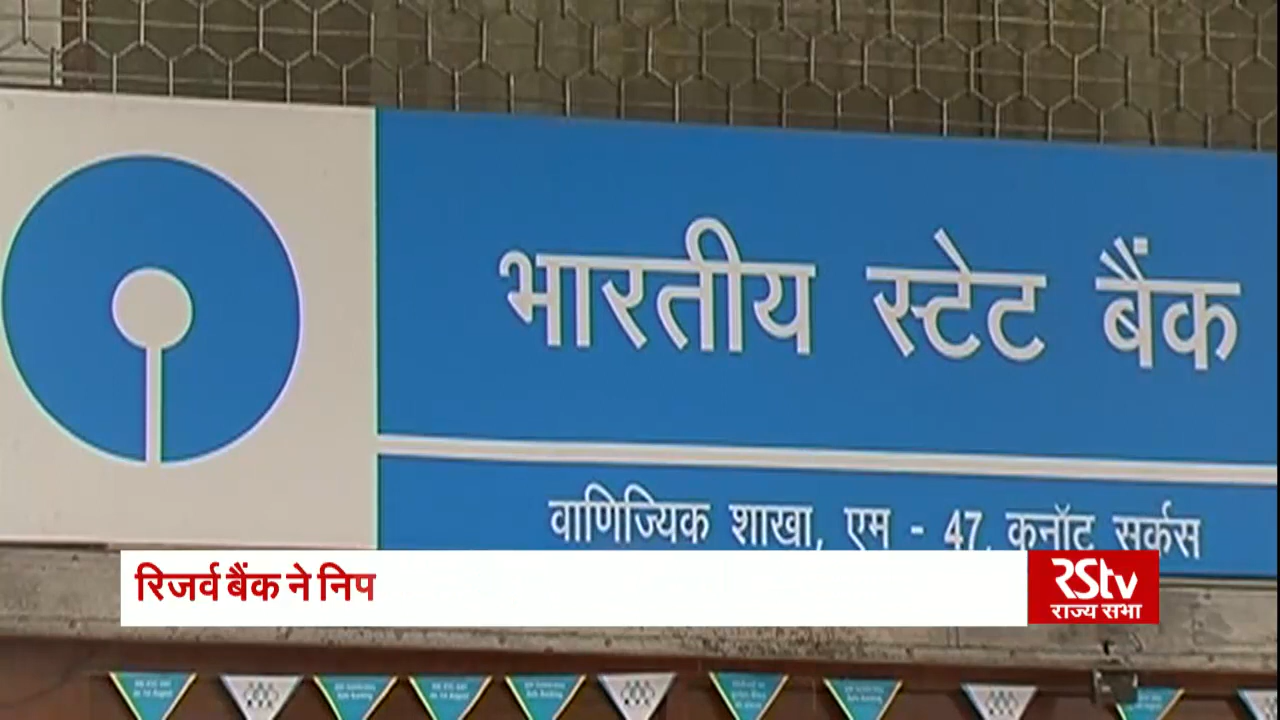 भारतीय स्टेट बैंक
वाणिज्यिक शाखा, एम - 47, कनॉट सर्कस
रिजर्व बैंक ने निप
RStv
राज्य सभा